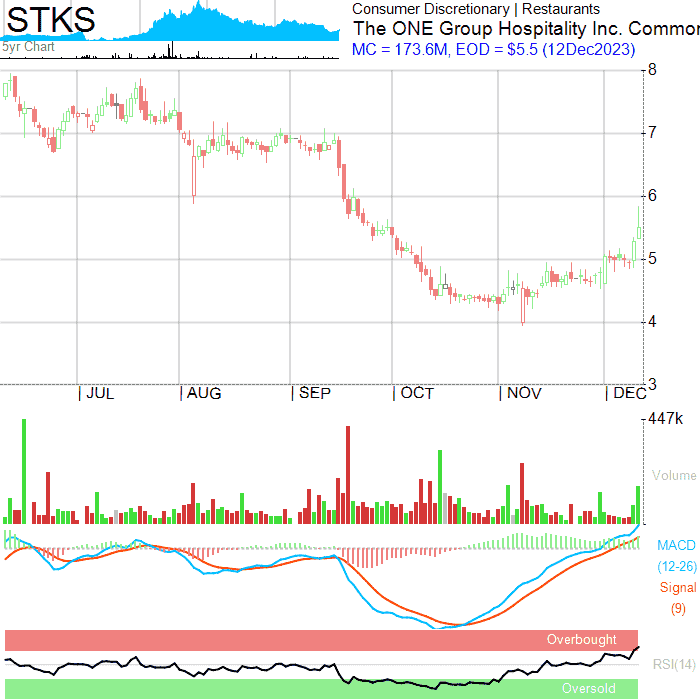 STKS
5yr Chart
Consumer Discretionary | Restaurants
The ONE Group Hospitality Inc. Common
MC = 173.6M, EOD = $5.5 (12Dec2023)
8
7
6
5
4
3
JUL AUG SEP OCT NOV DEC
447k
Volume
MACD
(12-26)
Signal
(9)
Overbought
RSI(14)
Oversold